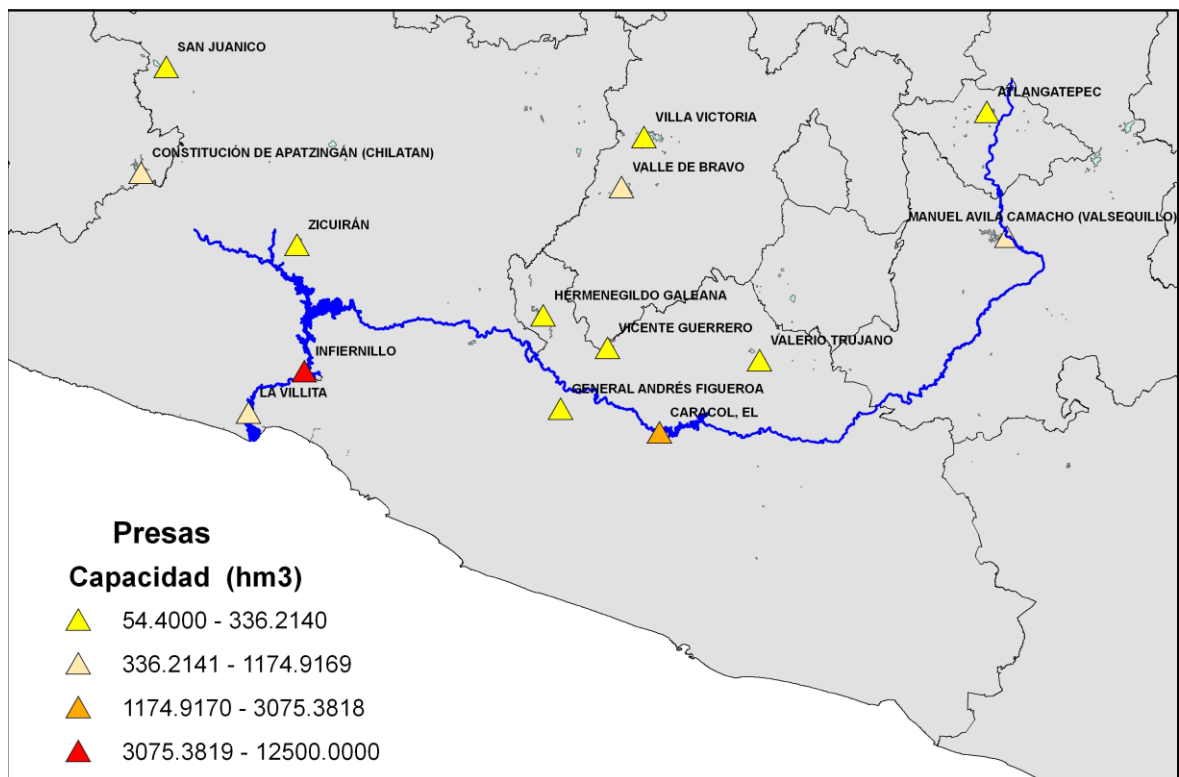 SAN JUANICO
ATLANGATEPEC
VILLA VICTORIA
CONSTITUCIÓN DE APATZINGÁN (CHILATAN)
VALLE DE BRAVO
MANUEL AVILA CAMACHO (VALSEQUILLO)
ZICUIRÁN
HERMENEGILDO GALEANA
VICENTE GUERRERO
VALERIO TRUJANO
INFIERNILLO
GENERAL ANDRÉS FIGUEROA
LA VILLITA
CARACOL, EL
Presas
Capacidad (hm3)
54.4000 - 336.2140
336.2141 - 1174.9169
1174.9170 - 3075.3818
3075.3819 - 12500.0000